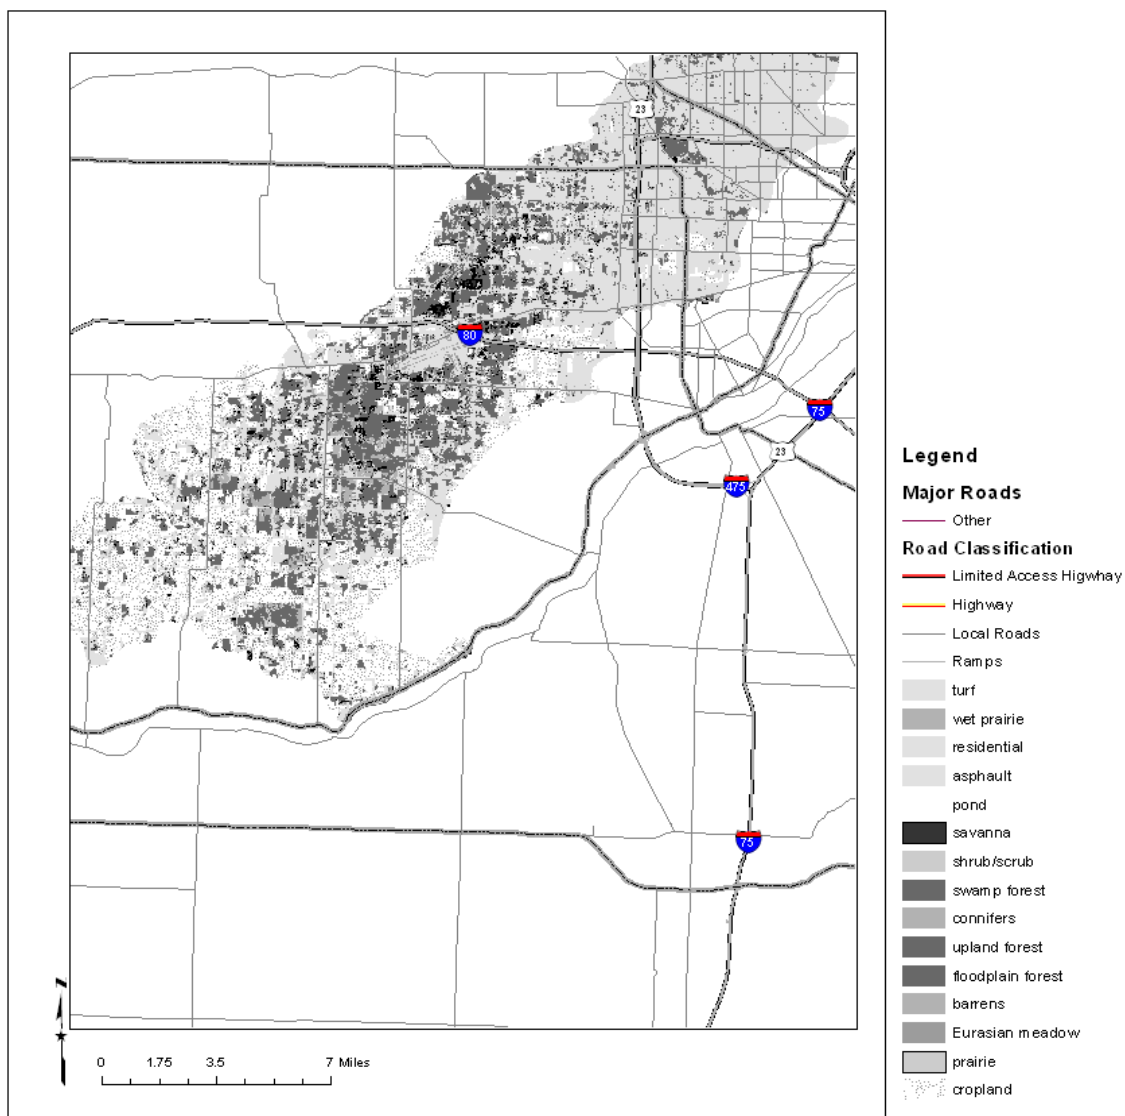 23
80
75
23
475
75
Legend
Major Roads
Other
Road Classification
Limited Access Higwhay
Highway
Local Roads
Ramps
turf
wet prairie
residential
asphault
pond
savanna
shrub/scrub
swamp forest
connifers
upland forest
floodplain forest
barrens
Eurasian meadow
prairie
cropland
N
0 1.75 3.5 7 Miles